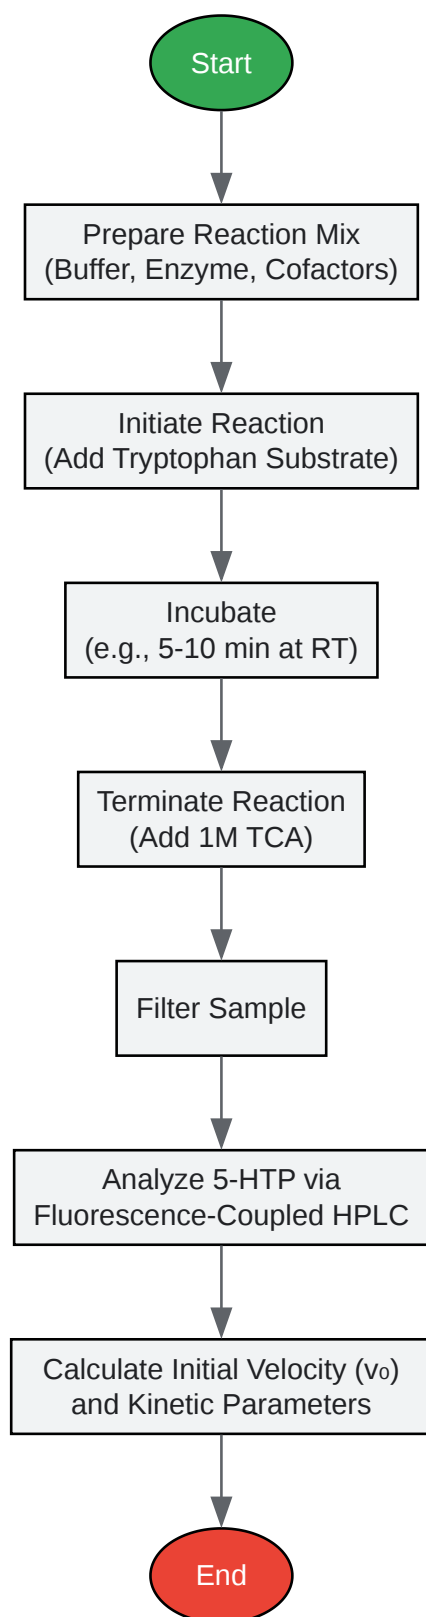 Start
Prepare Reaction Mix
(Buffer, Enzyme, Cofactors)
Initiate Reaction
(Add Tryptophan Substrate)
Incubate
(e.g., 5-10 min at RT)
Terminate Reaction
(Add 1M TCA)
Filter Sample
Analyze 5-HTP via
Fluorescence-Coupled HPLC
Calculate Initial Velocity (v₀)
and Kinetic Parameters
End